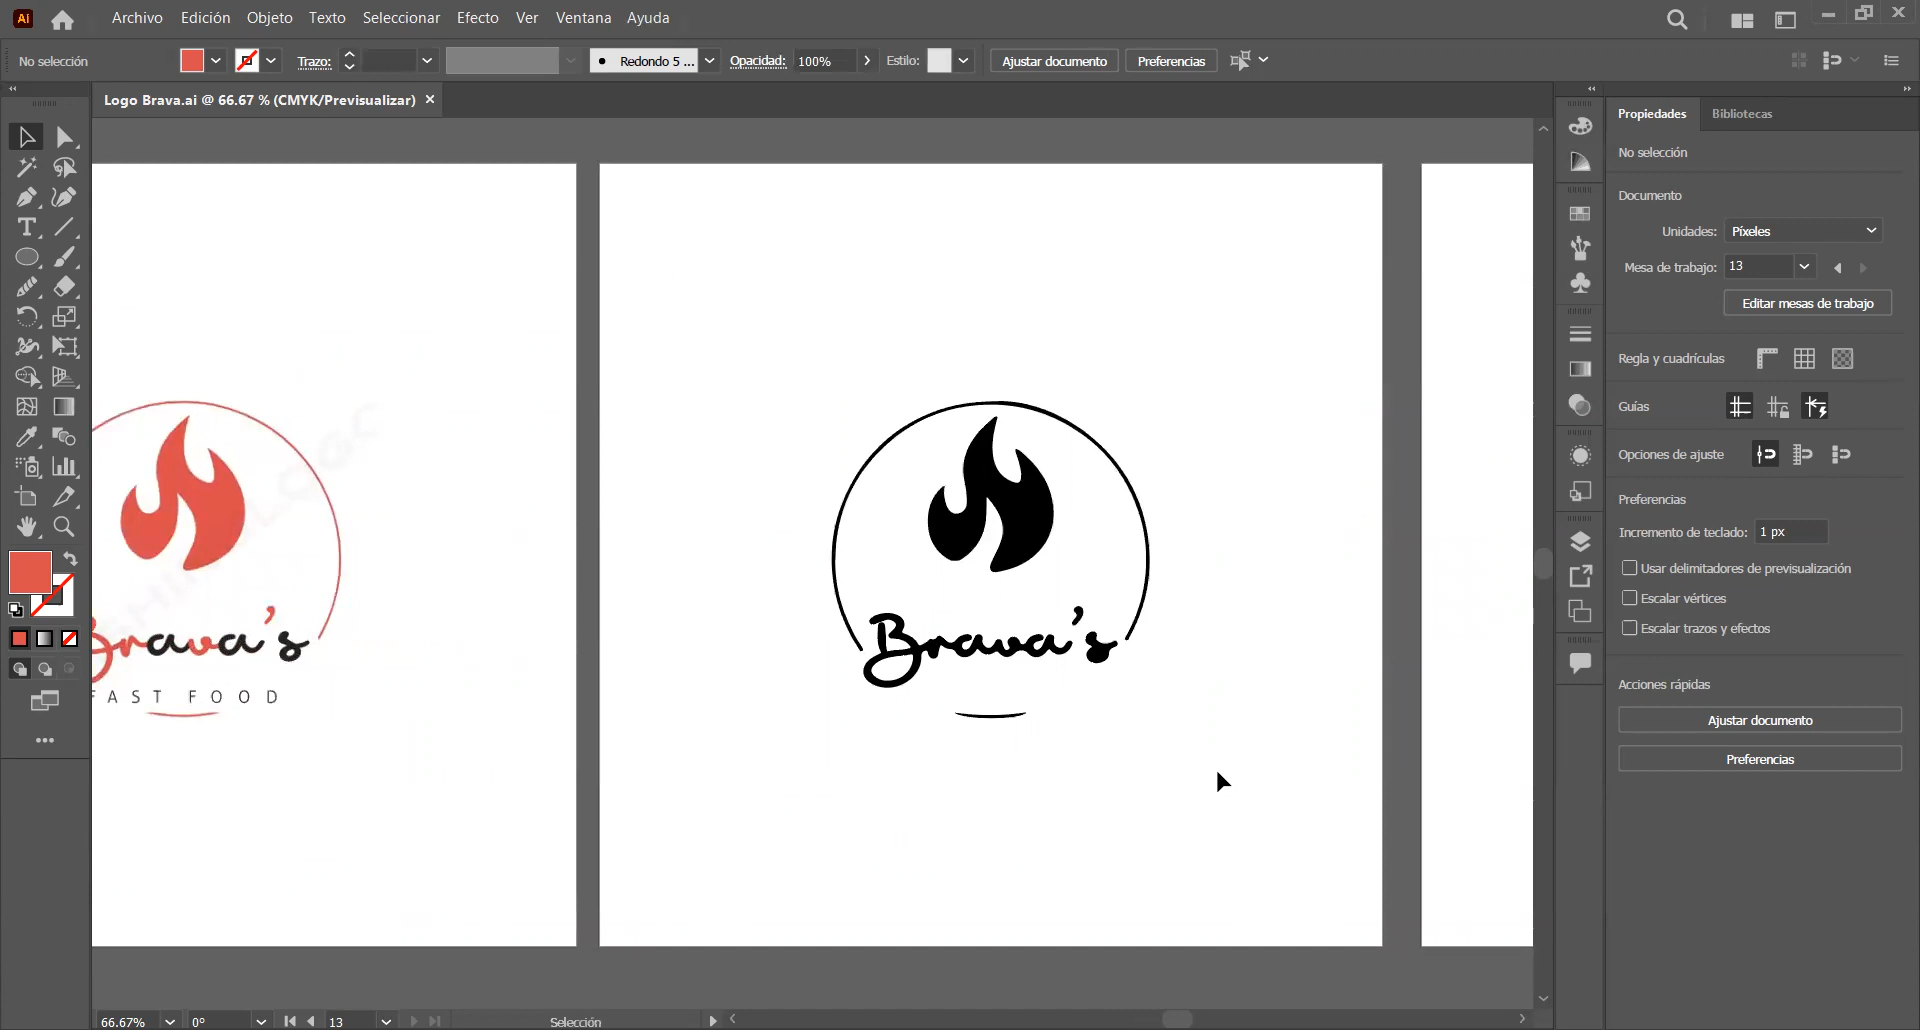 Ai Archivo Edición Objeto Texto Seleccionar Efecto Ver Ventana Ayuda
No selección Trazo: Redondo 5 ... Opacidad: 100% Estilo: Ajustar documento Preferencias
Logo Brava.ai @ 66.67 % (CMYK/Previsualizar)
Brava's
FAST FOOD
Brava's
66.67% 0° 13 Selección
Propiedades Bibliotecas
No selección
Documento
Unidades: Píxeles
Mesa de trabajo: 13
Editar mesas de trabajo
Regla y cuadrículas
Guías
Opciones de ajuste
Preferencias
Incremento de teclado: 1 px
Usar delimitadores de previsualización
Escalar vértices
Escalar trazos y efectos
Acciones rápidas
Ajustar documento
Preferencias